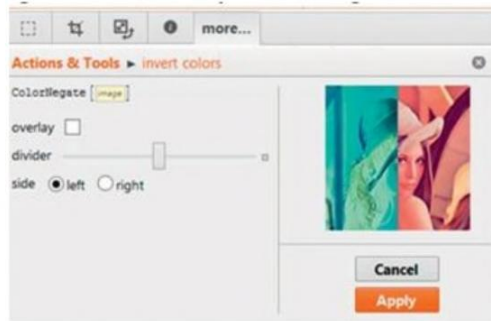 more...
Actions & Tools ► invert colors
ColorNegate [image]
overlay
divider
side left right
Cancel
Apply